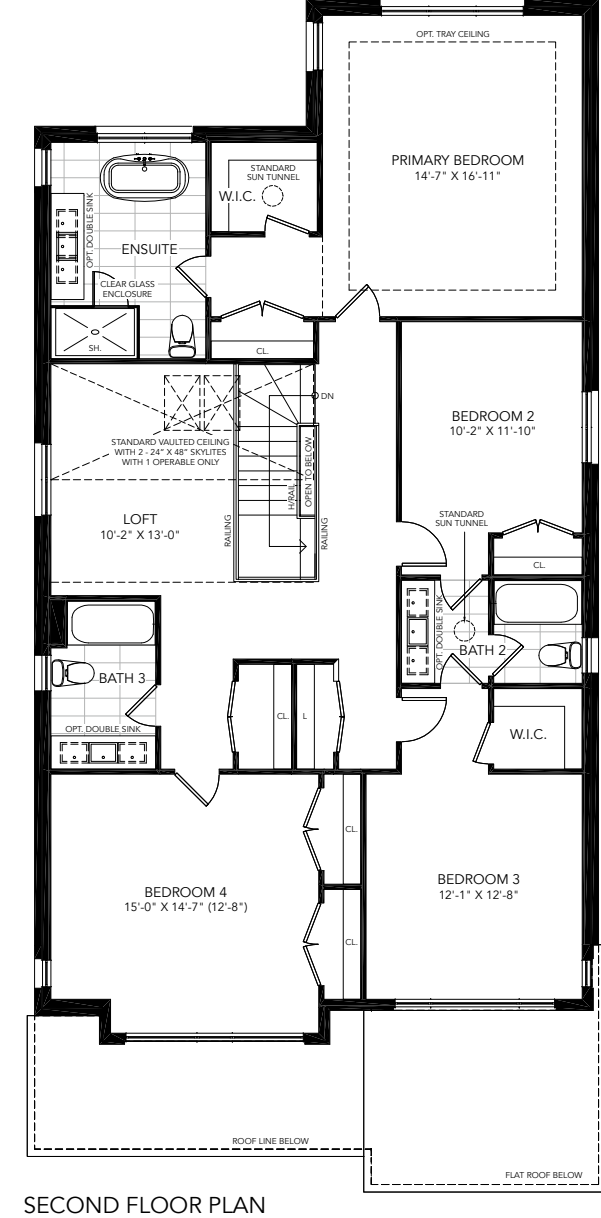 OPT. TRAY CEILING
PRIMARY BEDROOM
14'-7" X 16'-11"
STANDARD
SUN TUNNEL
W.I.C.
OPT. DOUBLE SINK
ENSUITE
CLEAR GLASS
ENCLOSURE
SH.
CL.
DN
BEDROOM 2
10'-2" X 11'-10"
STANDARD VAULTED CEILING
WITH 2 - 24" X 48" SKYLITES
WITH 1 OPERABLE ONLY
OPEN TO BELOW
H/RAIL
LOFT
10'-2" X 13'-0"
RAILING
RAILING
STANDARD
SUN TUNNEL
CL.
OPT. DOUBLE SINK
BATH 2
BATH 3
OPT. DOUBLE SINK
CL.
L
W.I.C.
CL.
BEDROOM 4
15'-0" X 14'-7" (12'-8")
BEDROOM 3
12'-1" X 12'-8"
CL.
ROOF LINE BELOW
FLAT ROOF BELOW
SECOND FLOOR PLAN